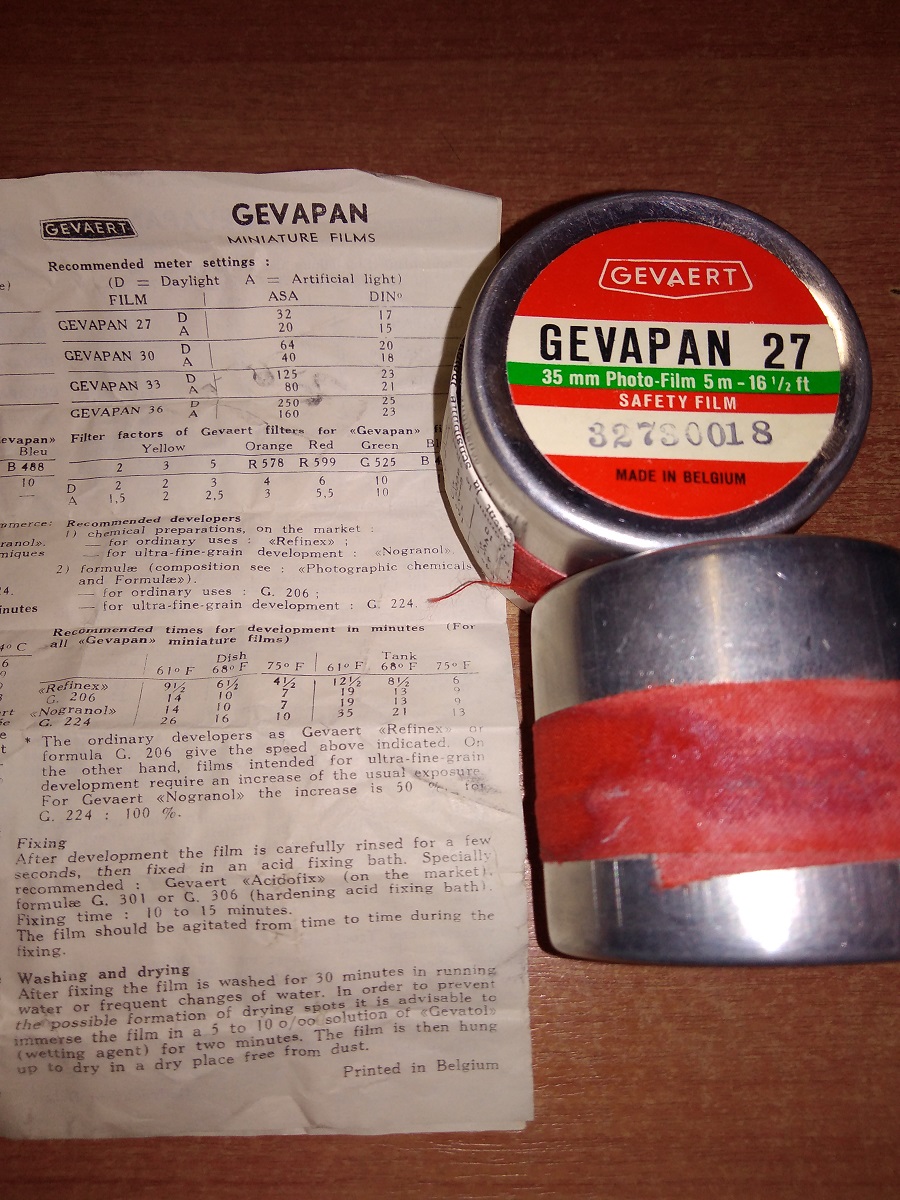 GEVAERT
GEVAPAN
MINIATURE FILMS
Recommended meter settings :
(D = Daylight A = Artificial light)
FILM ASA DINº
GEVAPAN 27 D 32 17
A 20 15
GEVAPAN 30 D 64 20
A 40 18
GEVAPAN 33 D 125 23
A 80 21
GEVAPAN 36 D 250 25
A 160 23
Filter factors of Gevaert filters for «Gevapan»
Yellow Orange Red Green
2 3 5 R 578 R 599 G 525
D 2 2 3 4 6 10
A 1,5 2 2,5 3 5,5 10
Recommended developers
1) chemical preparations, on the market :
— for ordinary uses : «Refinex» ;
— for ultra-fine-grain development : «Nogranol».
2) formulæ (composition see : «Photographic chemicals
and Formulæ»).
— for ordinary uses : G. 206 ;
— for ultra-fine-grain development : G. 224.
Recommended times for development in minutes (For
all «Gevapan» miniature films)
Dish Tank
61º F 68º F 75º F 61º F 68º F 75º F
«Refinex» 9½ 6½ 4½ 12½ 8½ 6
G. 206 14 10 7 19 13 9
«Nogranol» 14 10 7 19 13 9
G. 224 26 16 10 35 21 13
* The ordinary developers as Gevaert «Refinex» or
formula G. 206 give the speed above indicated. On
the other hand, films intended for ultra-fine-grain
development require an increase of the usual exposure.
For Gevaert «Nogranol» the increase is 50 % for
G. 224 : 100 %.
Fixing
After development the film is carefully rinsed for a few
seconds, then fixed in an acid fixing bath. Specially
recommended : Gevaert «Acidofix» (on the market),
formulæ G. 301 or G. 306 (hardening acid fixing bath).
Fixing time : 10 to 15 minutes.
The film should be agitated from time to time during the
fixing.
Washing and drying
After fixing the film is washed for 30 minutes in running
water or frequent changes of water. In order to prevent
the possible formation of drying spots it is advisable to
immerse the film in a 5 to 10 o/oo solution of «Gevatol»
(wetting agent) for two minutes. The film is then hung
up to dry in a dry place free from dust.
Printed in Belgium
evapan»
Bleu
B 488
10
—
GEVAERT
GEVAPAN 27
35 mm Photo-Film 5 m - 16 ½ ft
SAFETY FILM
32730018
MADE IN BELGIUM